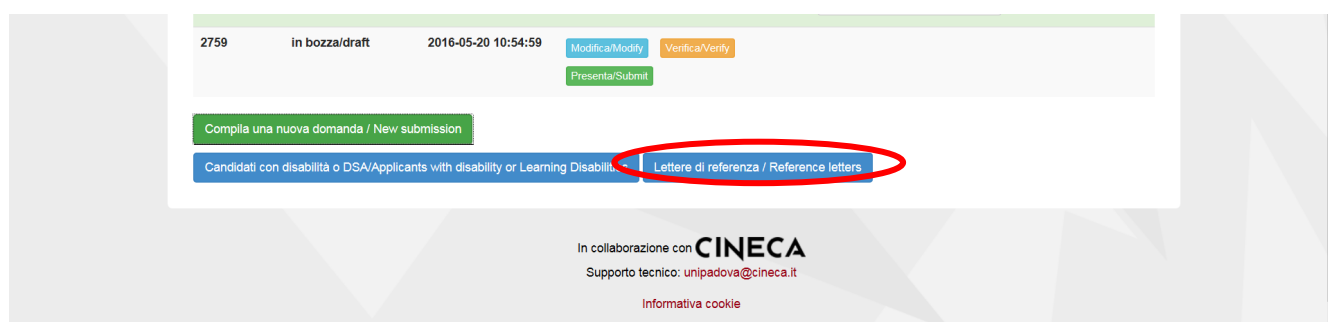 2759 in bozza/draft 2016-05-20 10:54:59 Modifica/Modify Verifica/Verify
Presenta/Submit
Compila una nuova domanda / New submission
Candidati con disabilità o DSA/Applicants with disability or Learning Disabilities Lettere di referenza / Reference letters
In collaborazione con CINECA
Supporto tecnico: unipadova@cineca.it
Informativa cookie